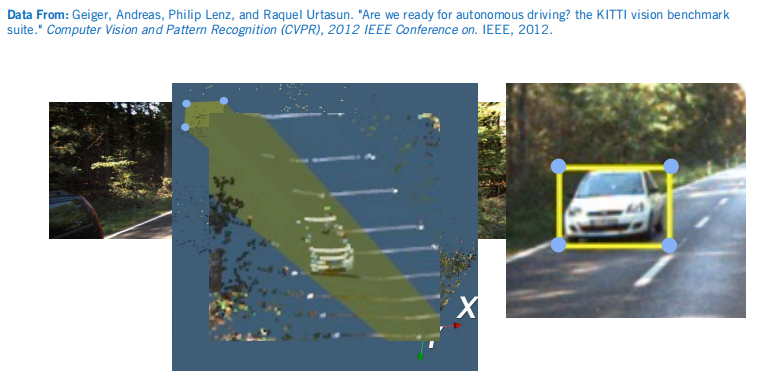 Data From: Geiger, Andreas, Philip Lenz, and Raquel Urtasun. "Are we ready for autonomous driving? the KITTI vision benchmark
suite." Computer Vision and Pattern Recognition (CVPR), 2012 IEEE Conference on. IEEE, 2012.
X